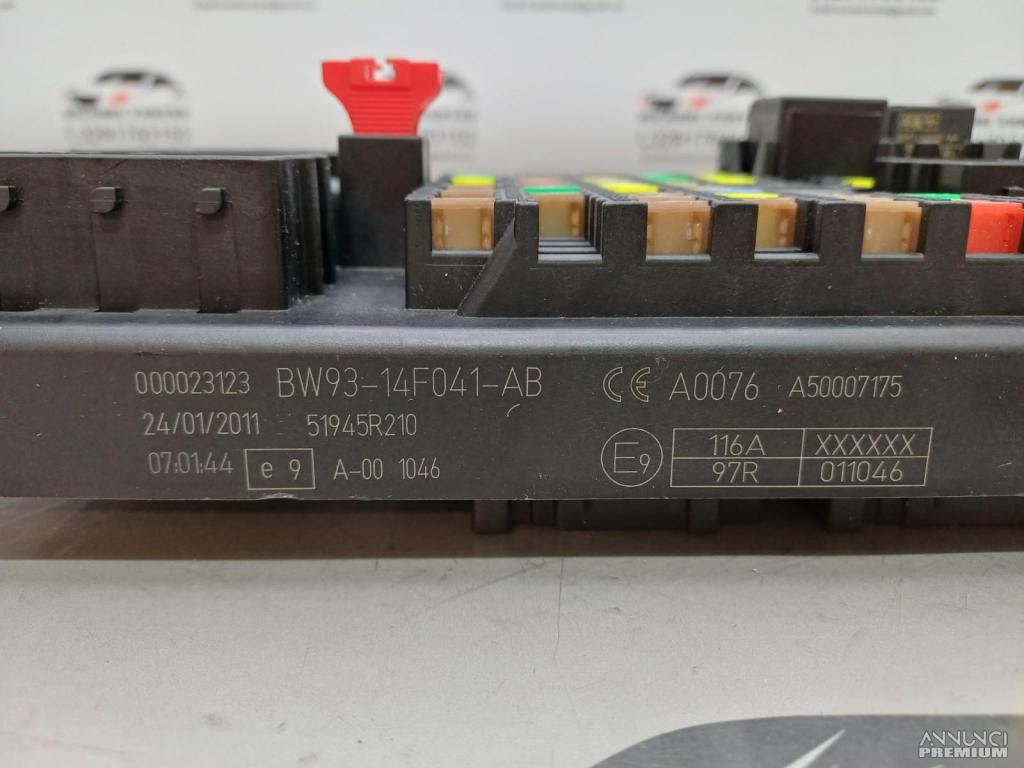 000023123 BW93-14F041-AB CE A0076 A50007175
24/01/2011 51945R210
07:01:44 e 9 A-00 1046
E9 116A XXXXXX
97R 011046
ANNUNCI
PREMIUM